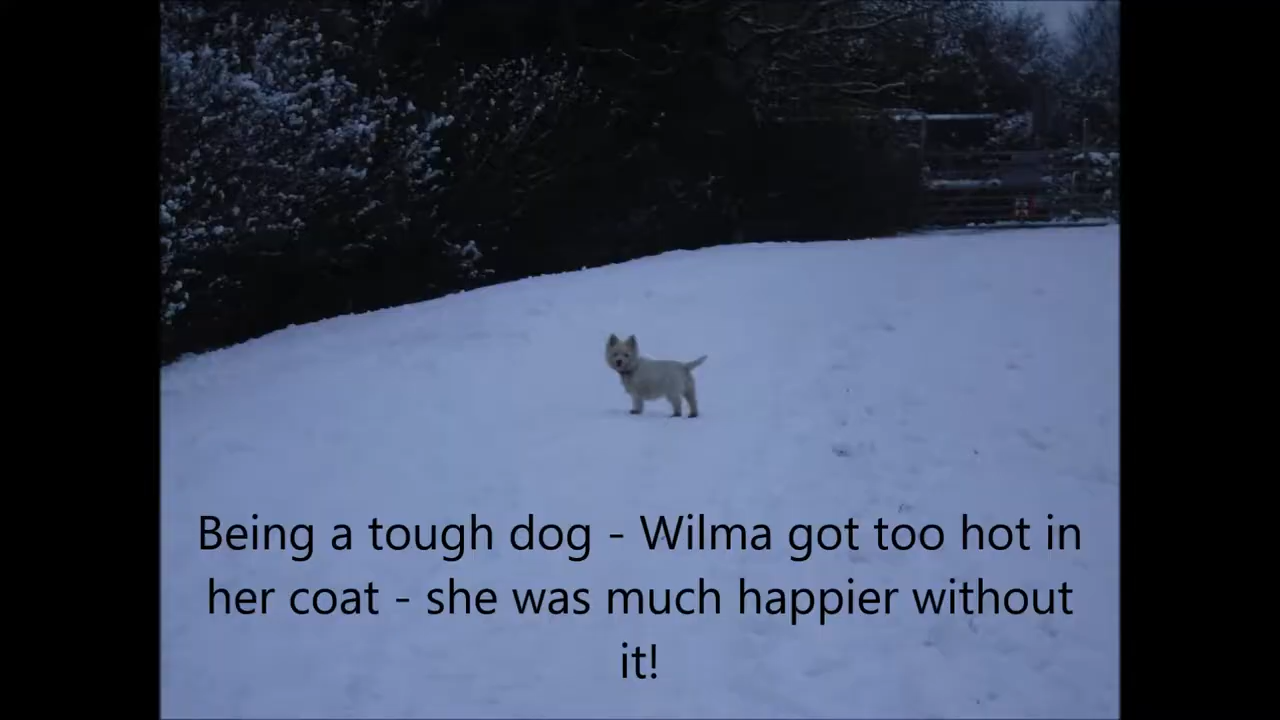 Being a tough dog - Wilma got too hot in
her coat - she was much happier without
it!